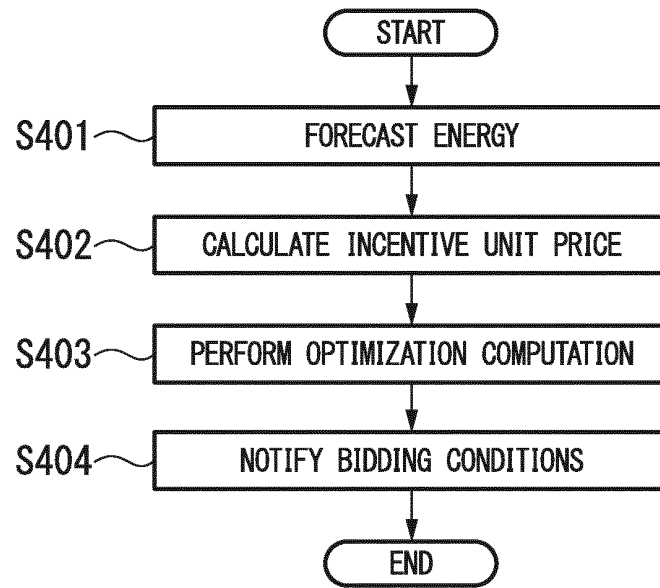 START
S401 FORECAST ENERGY
S402 CALCULATE INCENTIVE UNIT PRICE
S403 PERFORM OPTIMIZATION COMPUTATION
S404 NOTIFY BIDDING CONDITIONS
END